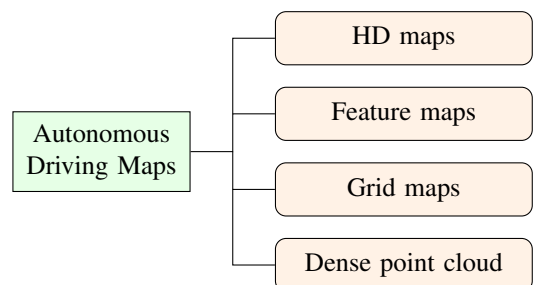 Autonomous
Driving Maps
HD maps
Feature maps
Grid maps
Dense point cloud